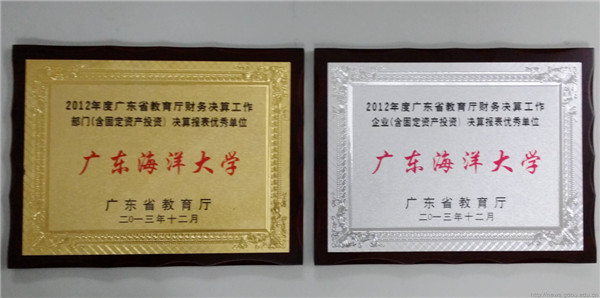 2012年度广东省教育厅财务决算工作
部门(含固定资产投资) 决算报表优秀单位
广东海洋大学
广东省教育厅
二〇一三年十二月
2012年度广东省教育厅财务决算工作
企业(含固定资产投资) 决算报表优秀单位
广东海洋大学
广东省教育厅
二〇一三年十二月